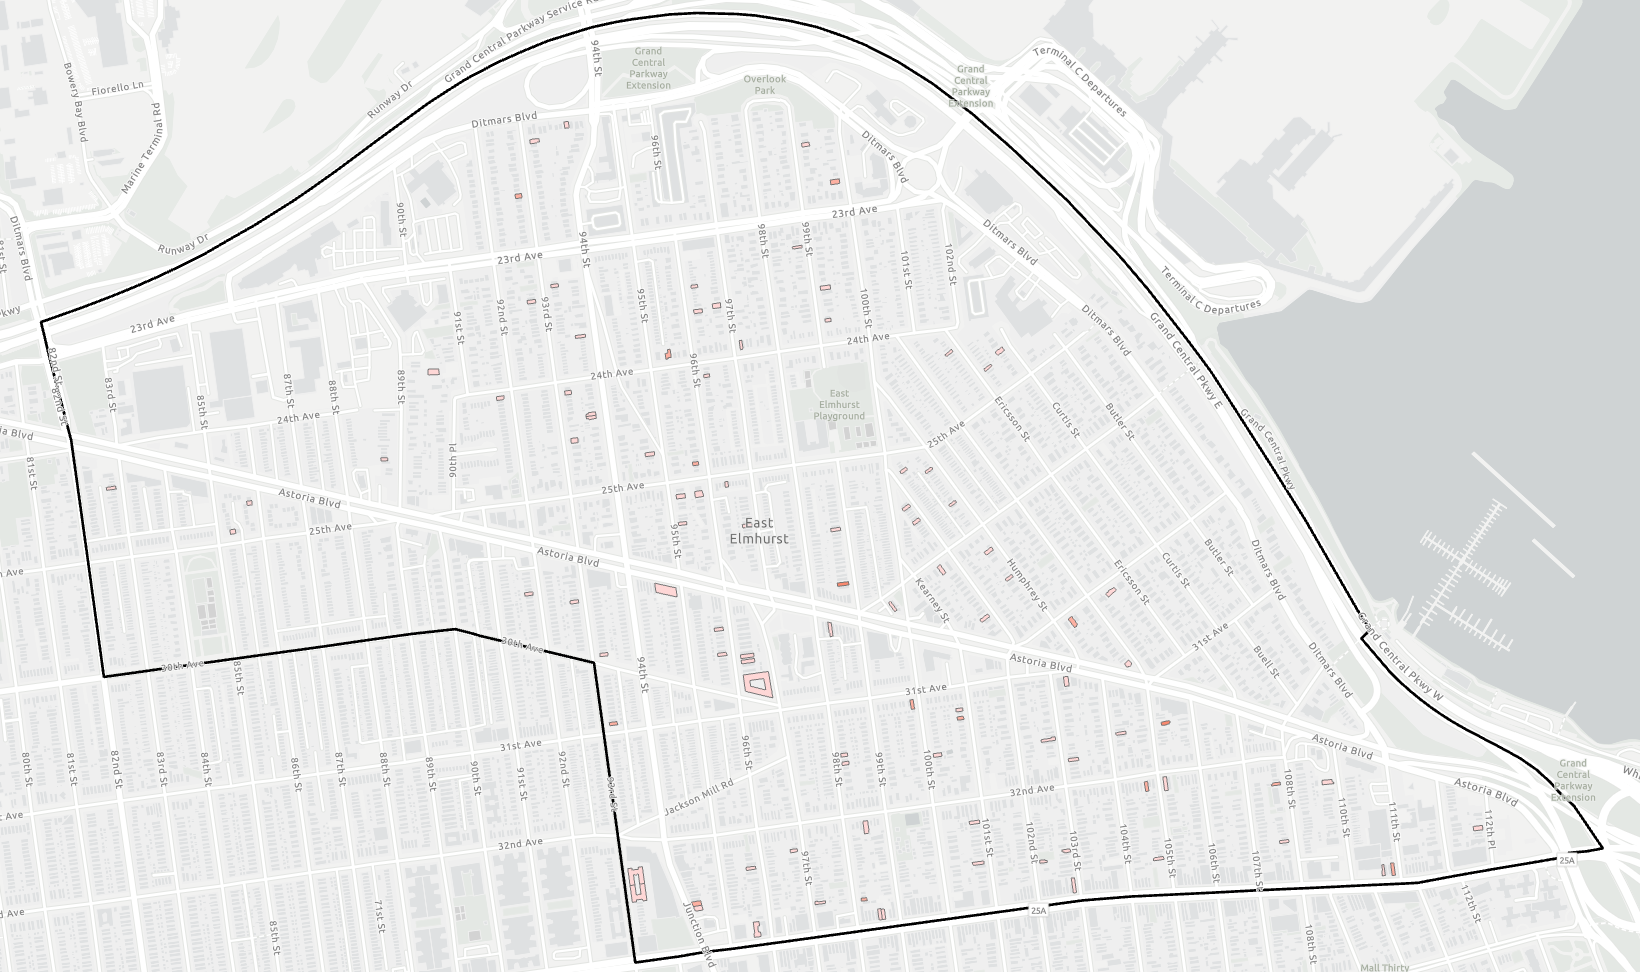 Grand Central Parkway Service
94th St
Grand
Central
Parkway
Extension
Overlook
Park
Grand
Central
Parkway
Extension
Terminal C Departures
Bowery Bay Blvd
Fiorello Ln
Marine Terminal Rd
Runway Dr
Ditmars Blvd
96th St
Ditmars Blvd
Ditmars Blvd
81st St
Runway Dr
90th St
23rd Ave
23rd Ave
94th St
98th St
99th St
101st St
102nd St
Ditmars Blvd
Terminal C Departures
kwy
23rd Ave
91st St
92nd St
93rd St
95th St
97th St
100th St
24th Ave
Ditmars Blvd
Grand Central Pkwy E
82nd St
82nd St
83rd St
85th St
87th St
88th St
89th St
24th Ave
24th Ave
96th St
East
Elmhurst
Playground
Ericsson St
Curtis St
Butler St
Grand Central Pkwy
ia Blvd
81st St
90th Pl
25th Ave
25th Ave
Astoria Blvd
25th Ave
95th St
East
Elmhurst
Astoria Blvd
h Ave
Kearney St
Humphrey St
Ericsson St
Curtis St
Butler St
Ditmars Blvd
Grand Central Pkwy W
30th Ave
30th Ave
85th St
94th St
31st Ave
Astoria Blvd
31st Ave
Buell St
Ditmars Blvd
80th St
81st St
82nd St
83rd St
84th St
86th St
87th St
88th St
89th St
90th St
91st St
92nd St
31st Ave
93rd St
96th St
98th St
99th St
100th St
Astoria Blvd
Grand
Central
Parkway
Extension
Whi
Astoria Blvd
Jackson Mill Rd
32nd Ave
108th St
110th St
111th St
112th Pl
Ave
32nd Ave
97th St
101st St
102nd St
103rd St
104th St
105th St
106th St
107th St
25A
25A
d Ave
71st St
85th St
Junction Blvd
108th St
112th St
Mall Thirty